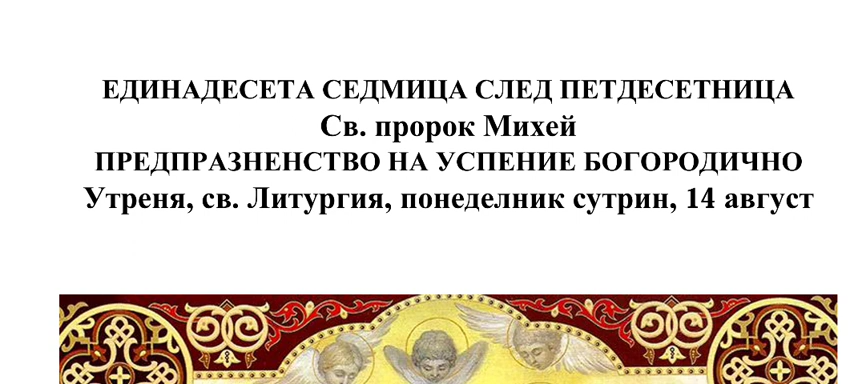 ЕДИНАДЕСЕТА СЕДМИЦА СЛЕД ПЕТДЕСЕТНИЦА
Св. пророк Михей
ПРЕДПРАЗНЕНСТВО НА УСПЕНИЕ БОГОРОДИЧНО
Утреня, св. Литургия, понеделник сутрин, 14 август